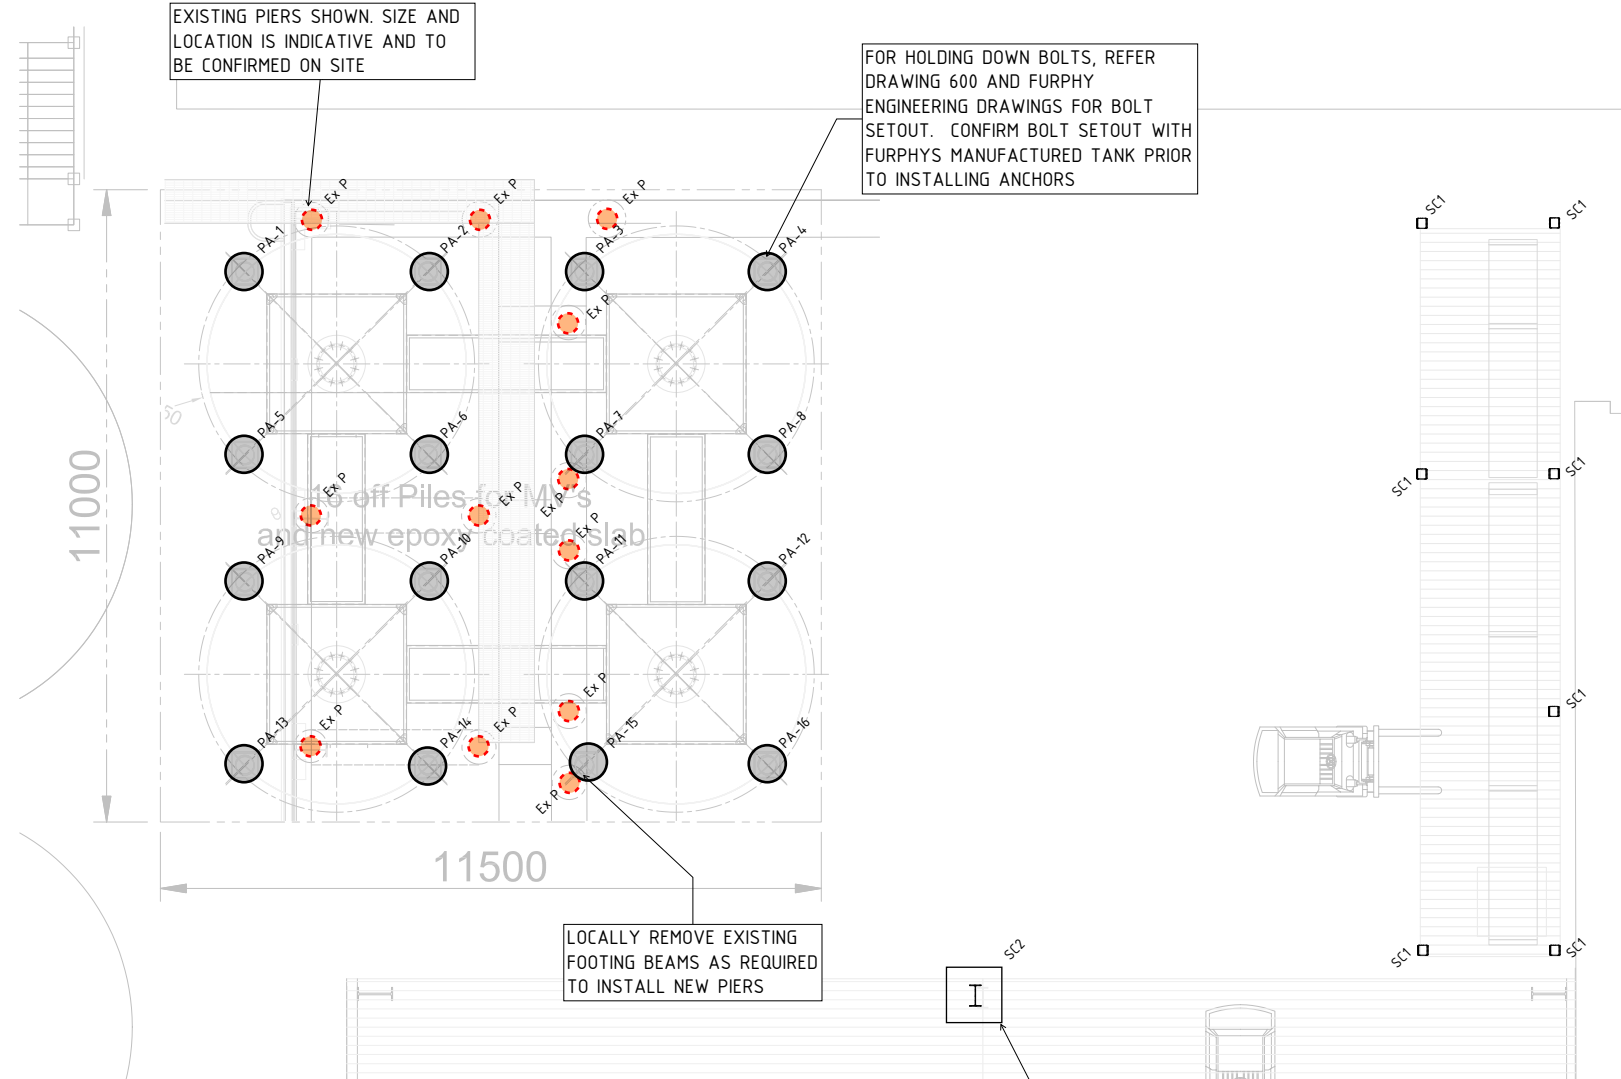 EXISTING PIERS SHOWN. SIZE AND
LOCATION IS INDICATIVE AND TO
BE CONFIRMED ON SITE
FOR HOLDING DOWN BOLTS, REFER
DRAWING 600 AND FURPHY
ENGINEERING DRAWINGS FOR BOLT
SETOUT. CONFIRM BOLT SETOUT WITH
FURPHYS MANUFACTURED TANK PRIOR
TO INSTALLING ANCHORS
Ex P
Ex P
Ex P
SC1
SC1
PA-1
PA-2
PA-3
PA-4
Ex P
PA-5
PA-6
PA-7
PA-8
SC1
SC1
11000
Ex P
Ex P
Ex P
16 off Piles for MV's
and new epoxy coated slab
Ex P
PA-9
PA-10
PA-11
PA-12
Ex P
SC1
Ex P
Ex P
PA-13
PA-14
PA-15
PA-16
Ex P
11500
LOCALLY REMOVE EXISTING
FOOTING BEAMS AS REQUIRED
TO INSTALL NEW PIERS
SC2
SC1
SC1